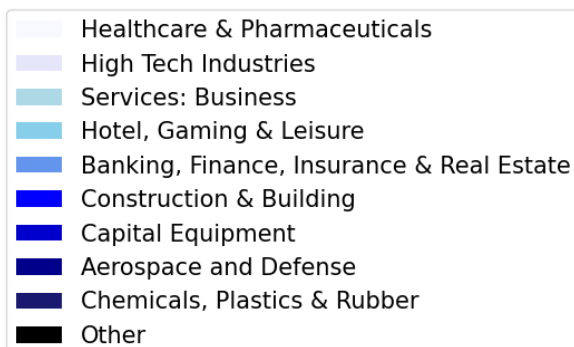 Healthcare & Pharmaceuticals
High Tech Industries
Services: Business
Hotel, Gaming & Leisure
Banking, Finance, Insurance & Real Estate
Construction & Building
Capital Equipment
Aerospace and Defense
Chemicals, Plastics & Rubber
Other